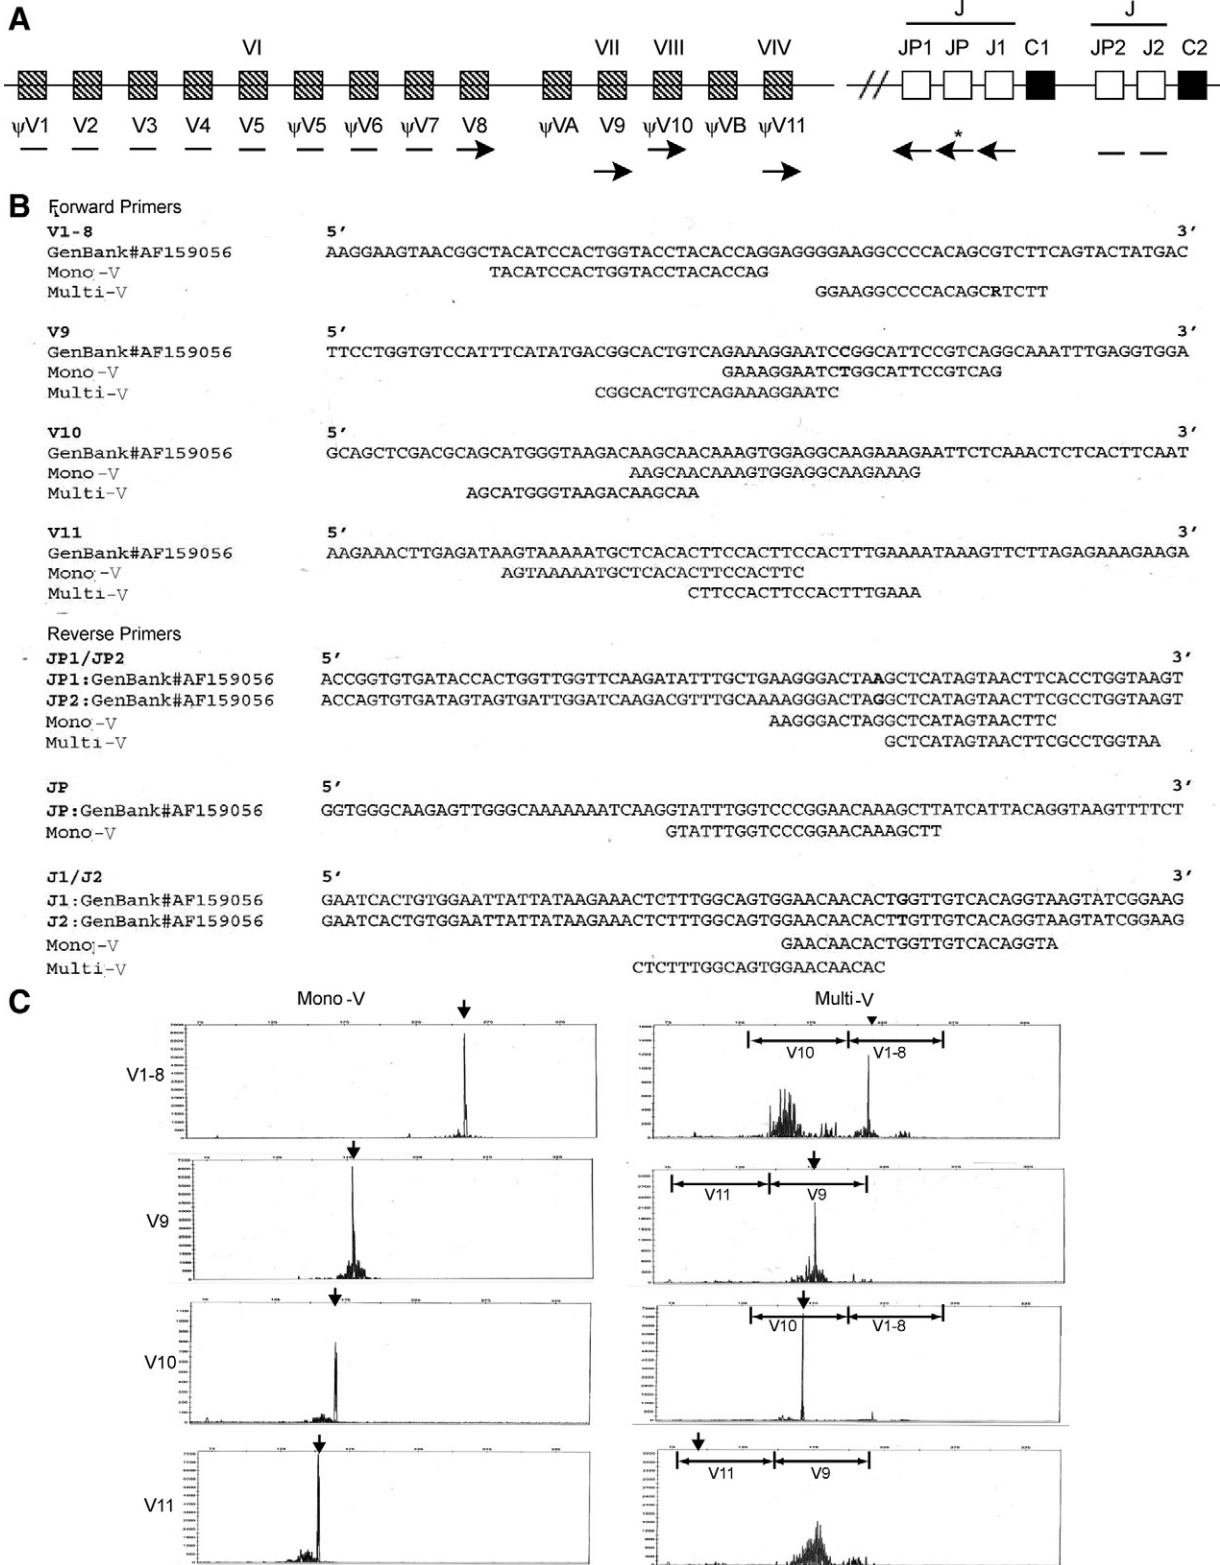 A
J J
VI VII VIII VIV JP1 JP J1 C1 JP2 J2 C2
ψV1 V2 V3 V4 V5 ψV5 ψV6 ψV7 V8 ψVA V9 ψV10 ψVB ψV11
*
B Forward Primers
V1-8 5′ 3′
GenBank#AF159056 AAGGAAGTAACGGCTACATCCACTGGTACCTACACCAGGAGGGGAAGGCCCCACAGCGTCTTCAGTACTATGAC
Mono-V TACATCCACTGGTACCTACACCAG
Multi-V GGAAGGCCCCACAGCRTCTT
V9 5′ 3′
GenBank#AF159056 TTCCTGGTGTCCATTTCATATGACGGCACTGTCAGAAAGGAATCCGGCATTCCGTCAGGCAAATTTGAGGTGGA
Mono-V GAAAGGAATCTGGCATTCCGTCAG
Multi-V CGGCACTGTCAGAAAGGAATC
V10 5′ 3′
GenBank#AF159056 GCAGCTCGACGCAGCATGGGTAAGACAAGCAACAAAGTGGAGGCAAGAAAGAATTCTCAAACTCTCACTTCAAT
Mono-V AAGCAACAAAGTGGAGGCAAGAAAG
Multi-V AGCATGGGTAAGACAAGCAA
V11 5′ 3′
GenBank#AF159056 AAGAAACTTGAGATAAGTAAAAATGCTCACACTTCCACTTCCACTTTGAAAATAAAGTTCTTAGAGAAAGAAGA
Mono-V AGTAAAAATGCTCACACTTCCACTTC
Multi-V CTTCCACTTCCACTTTGAAA
Reverse Primers
JP1/JP2 5′ 3′
JP1:GenBank#AF159056 ACCGGTGTGATACCACTGGTTGGTTCAAGATATTTGCTGAAGGGACTAAGCTCATAGTAACTTCACCTGGTAAGT
JP2:GenBank#AF159056 ACCAGTGTGATAGTAGTGATTGGATCAAGACGTTTGCAAAAGGGACTAGGCTCATAGTAACTTCGCCTGGTAAGT
Mono-V AAGGGACTAGGCTCATAGTAACTTC
Multi-V GCTCATAGTAACTTCGCCTGGTAA
JP 5′ 3′
JP:GenBank#AF159056 GGTGGGCAAGAGTTGGGCAAAAAAATCAAGGTATTTGGTCCCGGAACAAAGCTTATCATTACAGGTAAGTTTTCT
Mono-V GTATTTGGTCCCGGAACAAAGCTT
J1/J2 5′ 3′
J1:GenBank#AF159056 GAATCACTGTGGAATTATTATAAGAAACTCTTTGGCAGTGGAACAACACTGGTTGTCACAGGTAAGTATCGGAAG
J2:GenBank#AF159056 GAATCACTGTGGAATTATTATAAGAAACTCTTTGGCAGTGGAACAACACTTGTTGTCACAGGTAAGTATCGGAAG
Mono-V GAACAACACTGGTTGTCACAGGTA
Multi-V CTCTTTGGCAGTGGAACAACAC
C Mono-V Multi-V
V1-8 V10 V1-8
V9 V11 V9
V10 V10 V1-8
V11 V11 V9